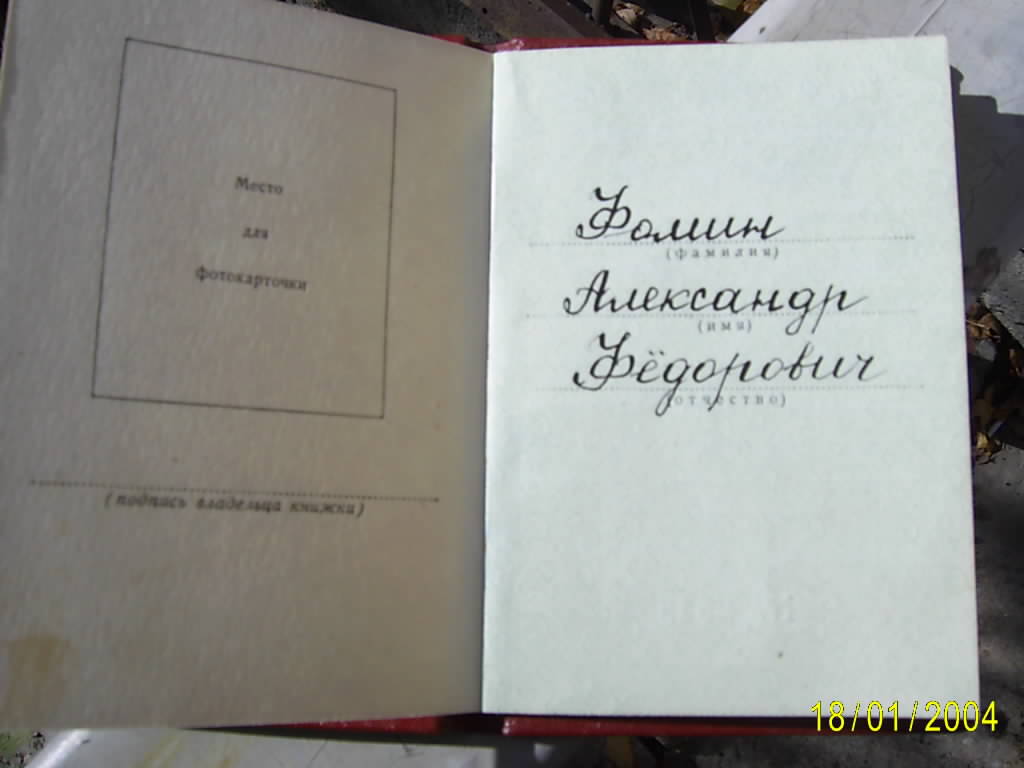 Место
для
фотокарточки
(подпись владельца книжки)
Фомин
(фамилия)
Александр
(имя)
Фёдорович
(отчество)
18/01/2004